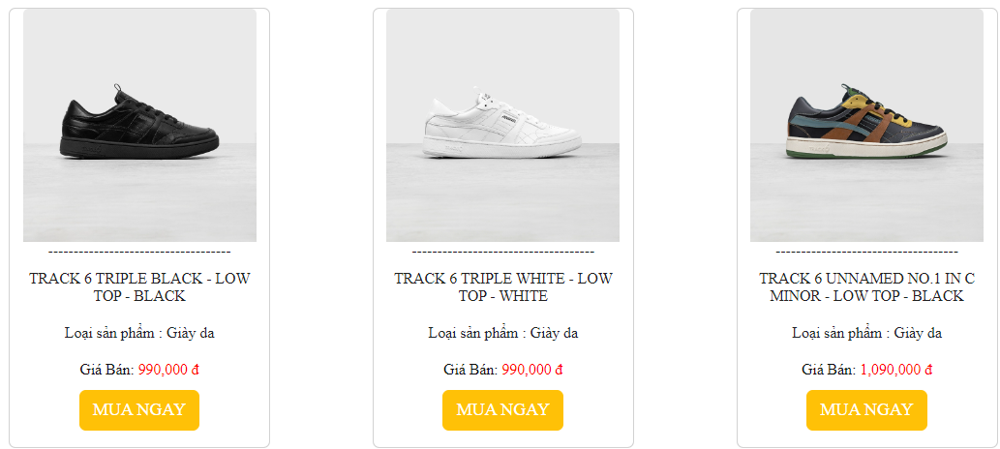 ------------------------------------
TRACK 6 TRIPLE BLACK - LOW
TOP - BLACK
Loại sản phẩm : Giày da
Giá Bán: 990,000 đ
MUA NGAY
------------------------------------
TRACK 6 TRIPLE WHITE - LOW
TOP - WHITE
Loại sản phẩm : Giày da
Giá Bán: 990,000 đ
MUA NGAY
------------------------------------
TRACK 6 UNNAMED NO.1 IN C
MINOR - LOW TOP - BLACK
Loại sản phẩm : Giày da
Giá Bán: 1,090,000 đ
MUA NGAY